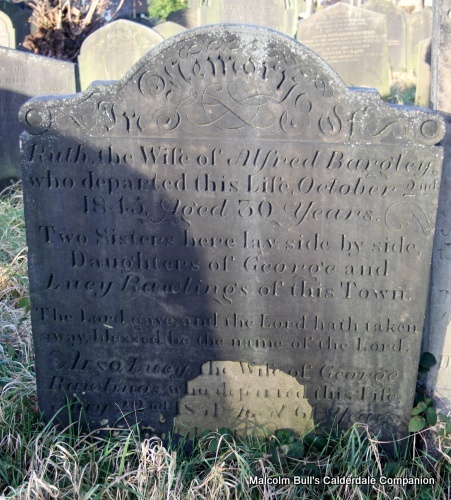 In Memory of
Ruth, the Wife of Alfred Bargley,
who departed this Life, October 2nd
1845, Aged 30 Years.
Two Sisters here lay side by side,
Daughters of George and
Lucy Rawlings of this Town.
The Lord gave, and the Lord hath taken
away, blessed be the name of the Lord.
Also Lucy, the Wife of George
Rawlings, who departed this Life
22nd
Years
Malcolm Bull's Calderdale Companion